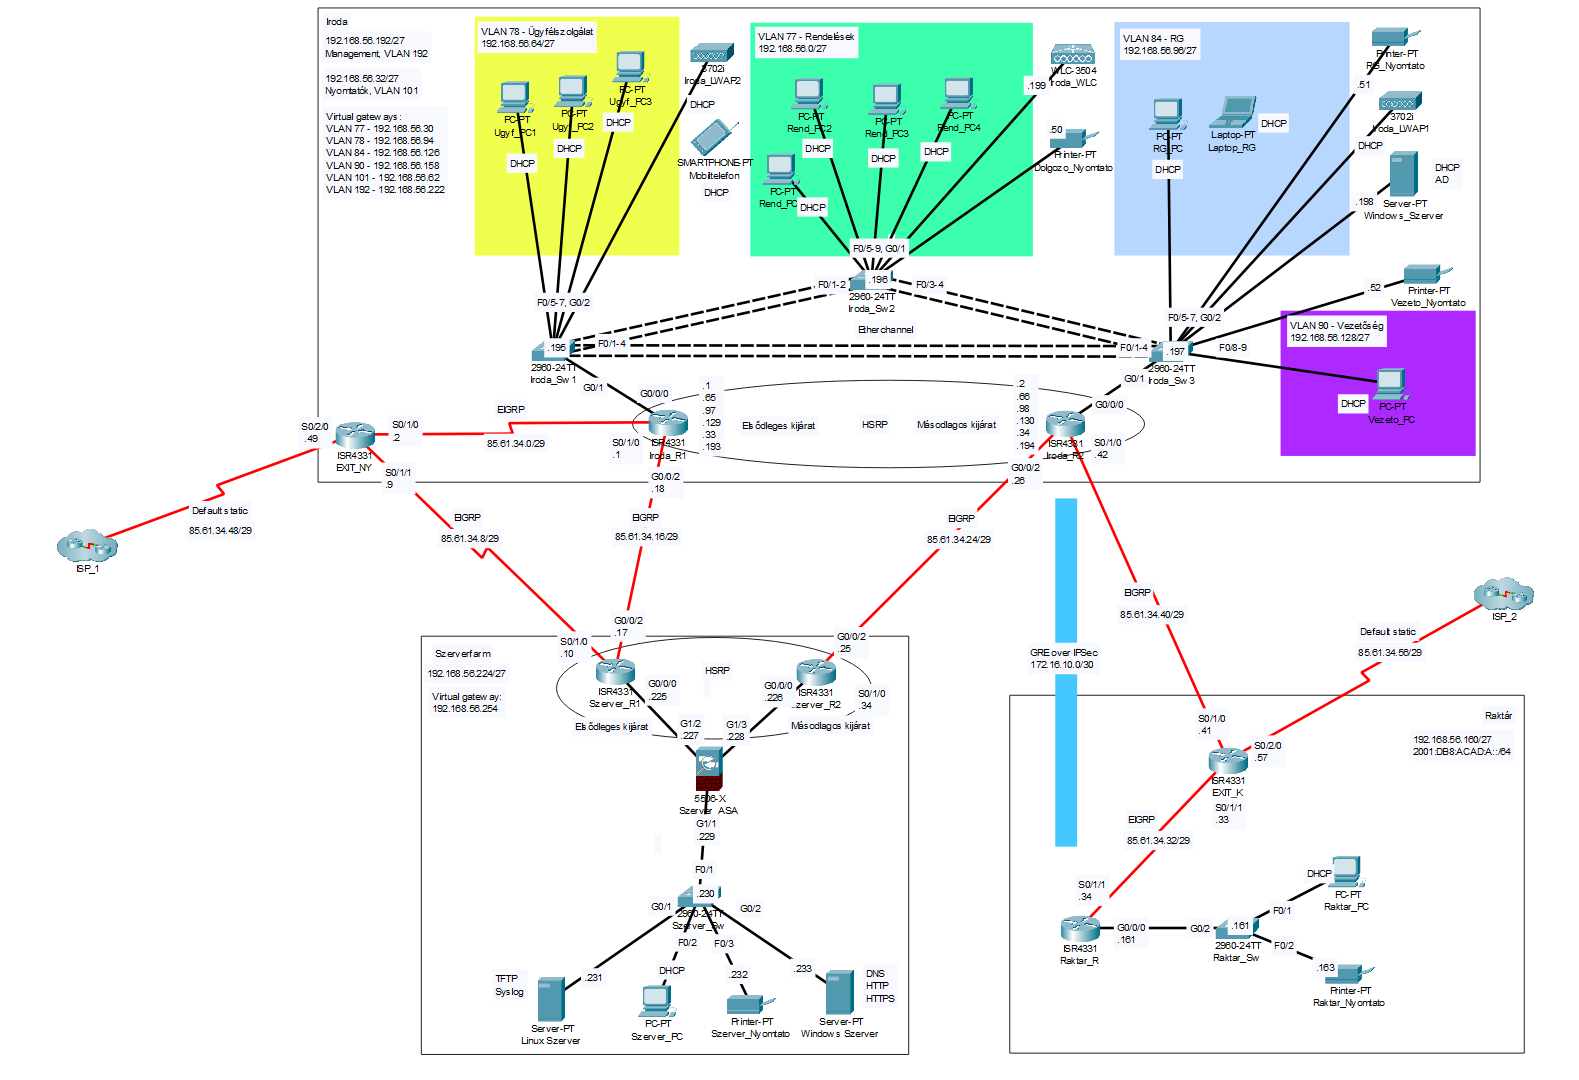 Iroda
192.168.56.192/27
Management, VLAN 192
192.168.56.32/27
Nyomtatók, VLAN 101
Virtual gateways:
VLAN 77 - 192.168.56.30
VLAN 78 - 192.168.56.94
VLAN 84 - 192.168.56.126
VLAN 90 - 192.168.56.158
VLAN 101 - 192.168.56.62
VLAN 192 - 192.168.56.222
VLAN 78 - Ügyfélszolgálat
192.168.56.64/27
PC-PT
Ugyf_PC1
DHCP
PC-PT
Ugyf_PC2
DHCP
PC-PT
Ugyf_PC3
DHCP
3702i
Iroda_LWAP2
DHCP
SMARTPHONE-PT
Mobiltelefon
DHCP
VLAN 77 - Rendelések
192.168.56.0/27
PC-PT
Rend_PC2
DHCP
PC-PT
Rend_PC3
DHCP
PC-PT
Rend_PC4
DHCP
PC-PT
DHCP
WLC-3504
Iroda_WLC
.199
.50
Printer-PT
Dolgozo_Nyomtato
VLAN 84 - RG
192.168.56.96/27
PC-PT
RG_PC
DHCP
Laptop-PT
Laptop_RG
DHCP
Printer-PT
RG_Nyomtato
.51
3702i
Iroda_LWAP1
DHCP
DHCP
AD
Server-PT
Windows_Szerver
.198
Printer-PT
Vezeto_Nyomtato
.52
VLAN 90 - Vezetőség
192.168.56.128/27
PC-PT
Vezeto_PC
DHCP
F0/5-7, G0/2
F0/5-9, G0/1
F0/5-7, G0/2
F0/8-9
F0/1-2
.196
F0/3-4
2960-24TT
Iroda_Sw2
Etherchannel
.195
F0/1-4
2960-24TT
Iroda_Sw1
G0/1
F0/1-4
.197
2960-24TT
Iroda_Sw3
G0/1
G0/0/0
.1
.65
.97
.129
.33
.193
Elsődleges kijárat
HSRP
Másodlagos kijárat
.2
.66
.98
.130
.34
.194
G0/0/0
ISR4331
Iroda_R1
S0/1/0
.1
G0/0/2
.18
ISR4331
Iroda_R2
S0/1/0
.42
G0/0/2
.26
S0/2/0
.49
S0/1/0
.2
ISR4331
EXIT_NY
S0/1/1
.9
EIGRP
85.61.34.0/29
Default static
85.61.34.48/29
ISP_1
EIGRP
85.61.34.8/29
EIGRP
85.61.34.16/29
EIGRP
85.61.34.24/29
EIGRP
85.61.34.40/29
GRE over IPSec
172.16.10.0/30
Default static
85.61.34.56/29
ISP_2
Szerverfarm
192.168.56.224/27
Virtual gateway:
192.168.56.254
S0/1/0
.10
G0/0/2
.17
ISR4331
Szerver_R1
G0/0/0
.225
HSRP
G0/0/2
.25
ISR4331
G0/0/0
.226
S0/1/0
.34
Elsődleges kijárat
Másodlagos kijárat
G1/2
.227
G1/3
.228
5506-X
Szerver_ASA
G1/1
.229
F0/1
.230
2960-24TT
Szerver_Sw
G0/1
G0/2
F0/2
F0/3
TFTP
Syslog
.231
Server-PT
Linux Szerver
DHCP
PC-PT
Szerver_PC
.232
Printer-PT
Szerver_Nyomtato
.233
DNS
HTTP
HTTPS
Server-PT
Windows Szerver
Raktár
192.168.56.160/27
2001:DB8:ACAD:A::/64
S0/1/0
.41
S0/2/0
.57
ISR4331
EXIT_K
S0/1/1
.33
EIGRP
85.61.34.32/29
S0/1/1
.34
ISR4331
Raktar_R
G0/0/0
.161
G0/2
.161
2960-24TT
Raktar_Sw
F0/1
F0/2
DHCP
PC-PT
Raktar_PC
.163
Printer-PT
Raktar_Nyomtato